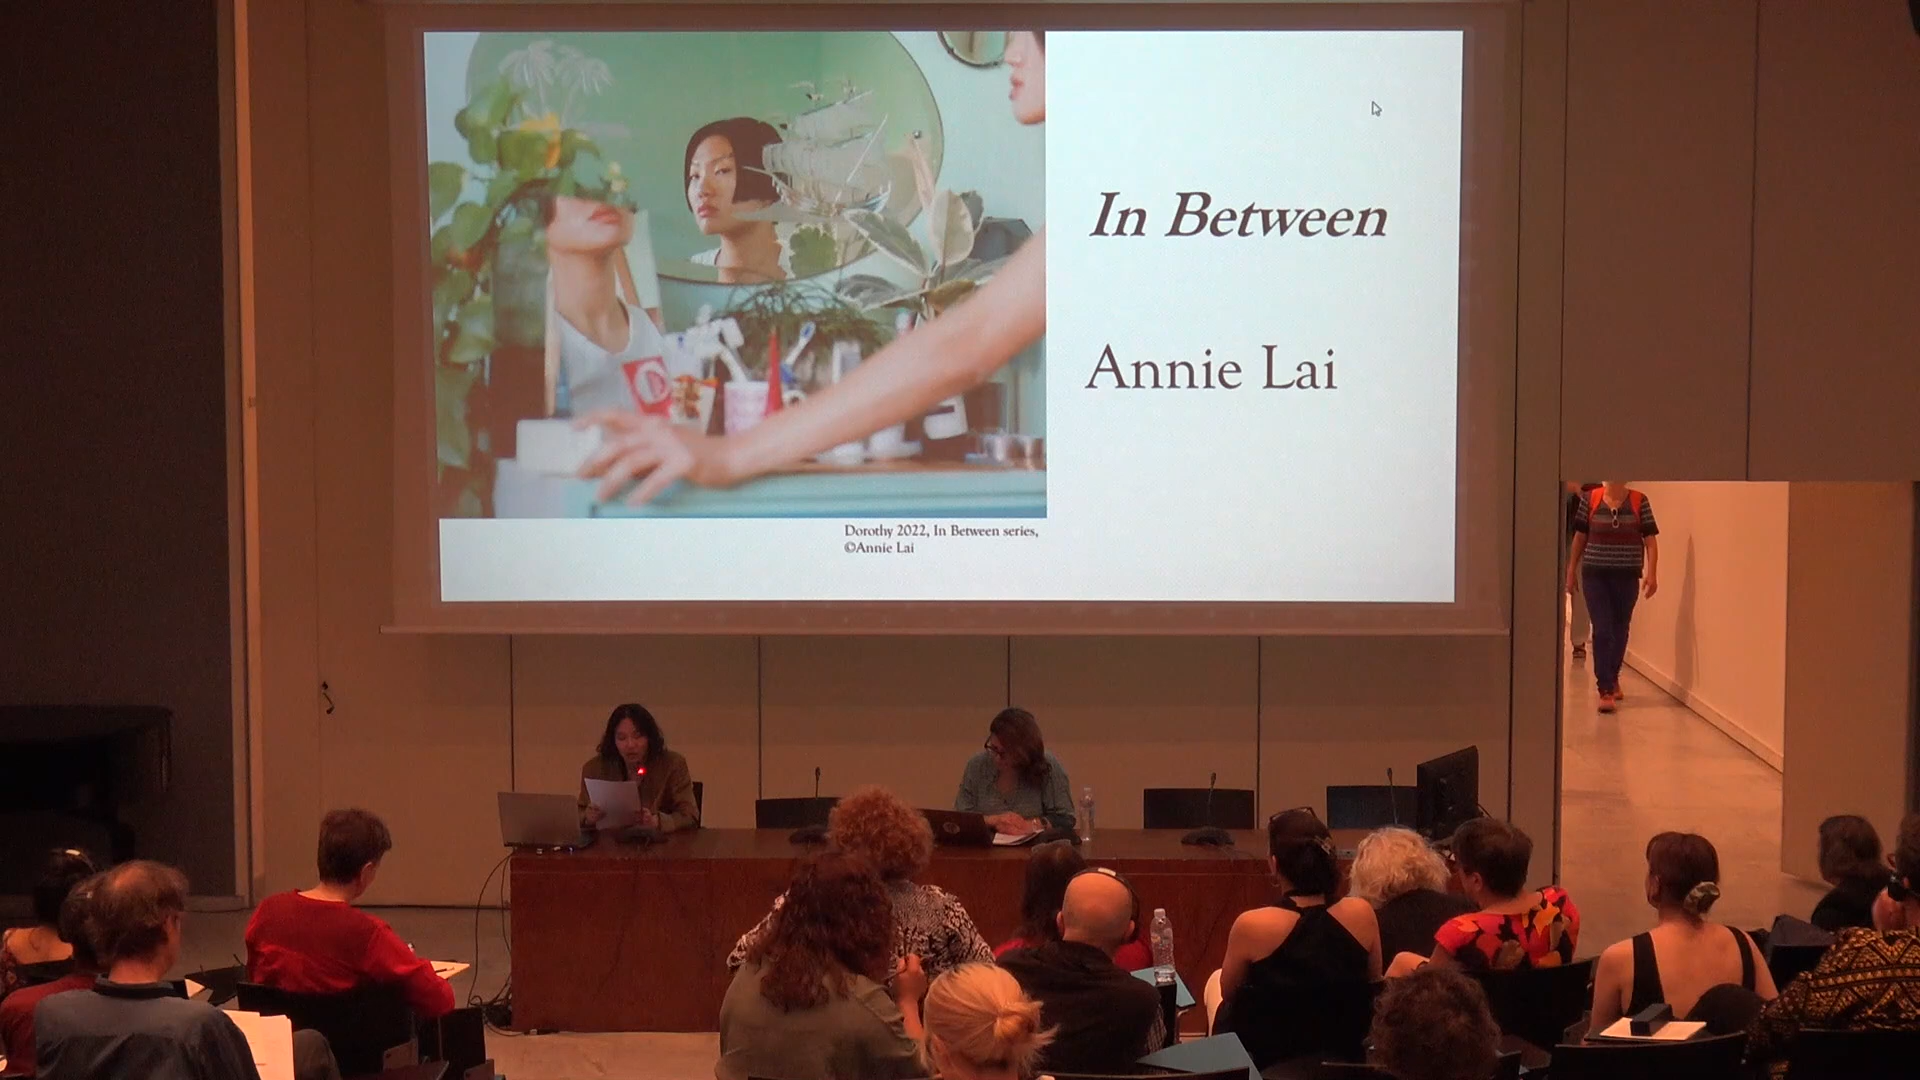 In Between
Annie Lai
Dorothy 2022, In Between series,
©Annie Lai